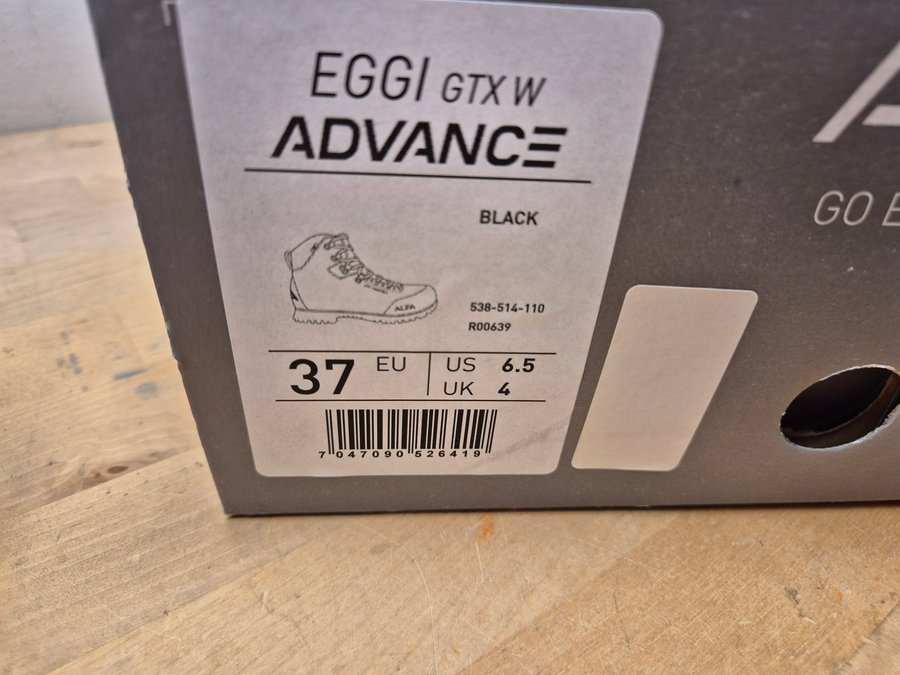 EGGI GTX W
ADVANCE
BLACK
ALFA
538-514-110
R00639
37 EU US 6.5
UK 4
7 047090 526419
GO